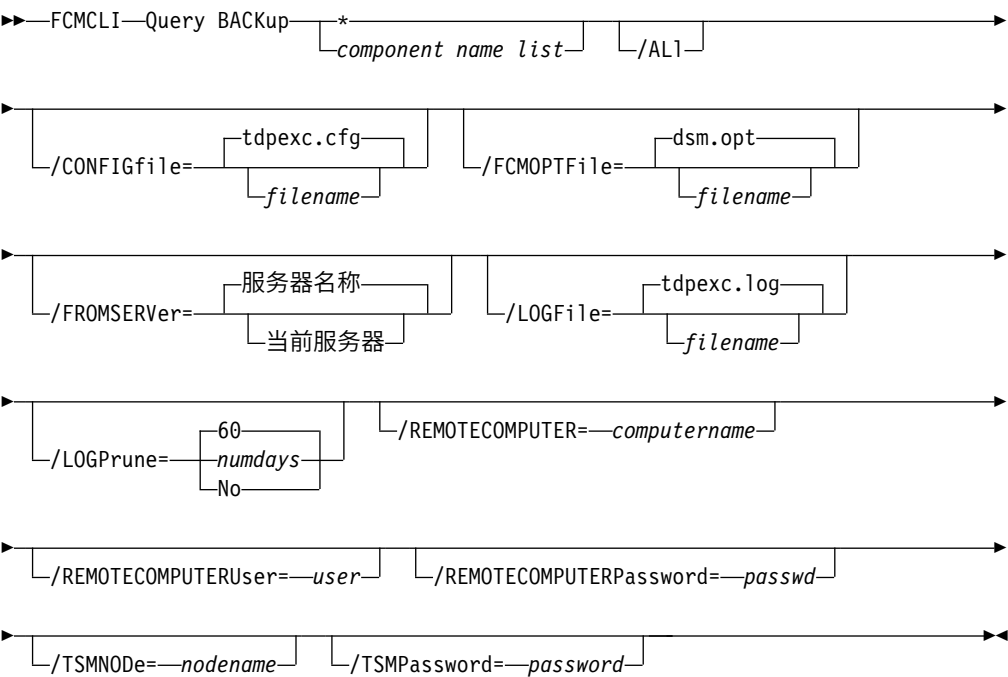 FCMCLI Query BACKup *
component name list /ALl
/CONFIGfile= tdpexc.cfg /FCMOPTFile= dsm.opt
filename filename
/FROMSERVer= 服务器名称 /LOGFile= tdpexc.log
当前服务器 filename
/LOGPrune= 60 /REMOTECOMPUTER= computername
numdays
No
/REMOTECOMPUTERUser= user /REMOTECOMPUTERPassword= passwd
/TSMNODe= nodename /TSMPassword= password